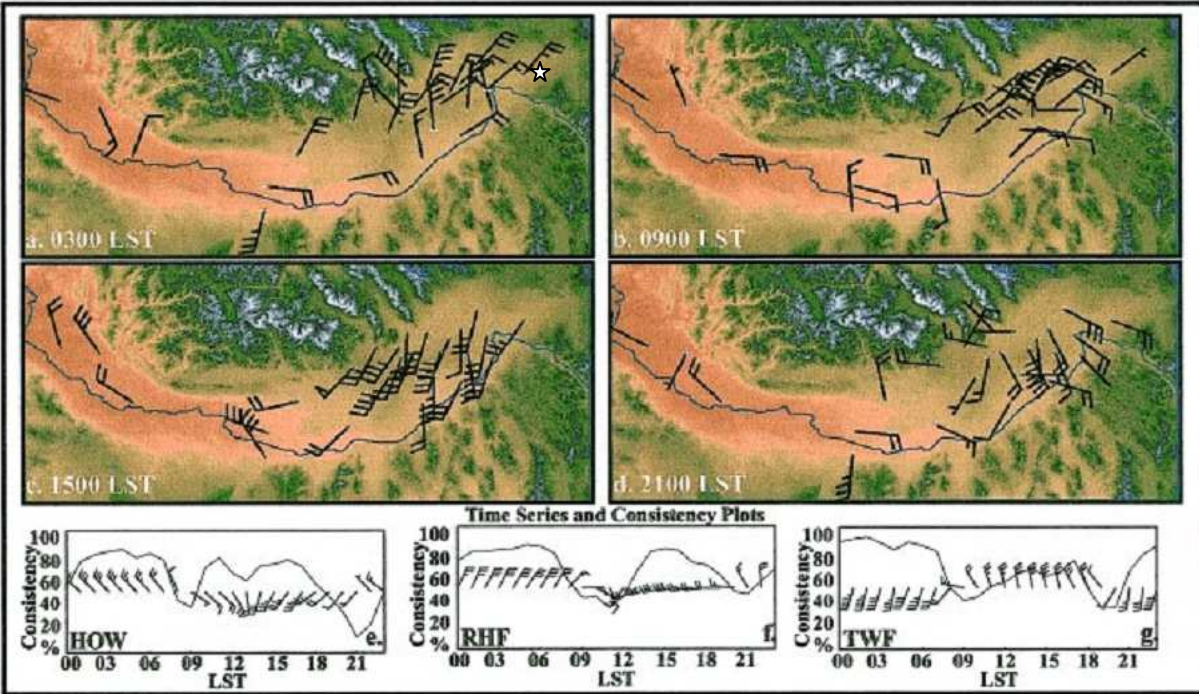 a. 0300 LST
b. 0900 LST
c. 1500 LST
d. 2100 LST
Time Series and Consistency Plots
Consistency
100
80
60
40
20
%
HOW
e.
00 03 06 09 12 15 18 21
LST
Consistency
100
80
60
40
20
%
RHF
f.
00 03 06 09 12 15 18 21
LST
Consistency
100
80
60
40
20
%
TWF
g.
00 03 06 09 12 15 18 21
LST